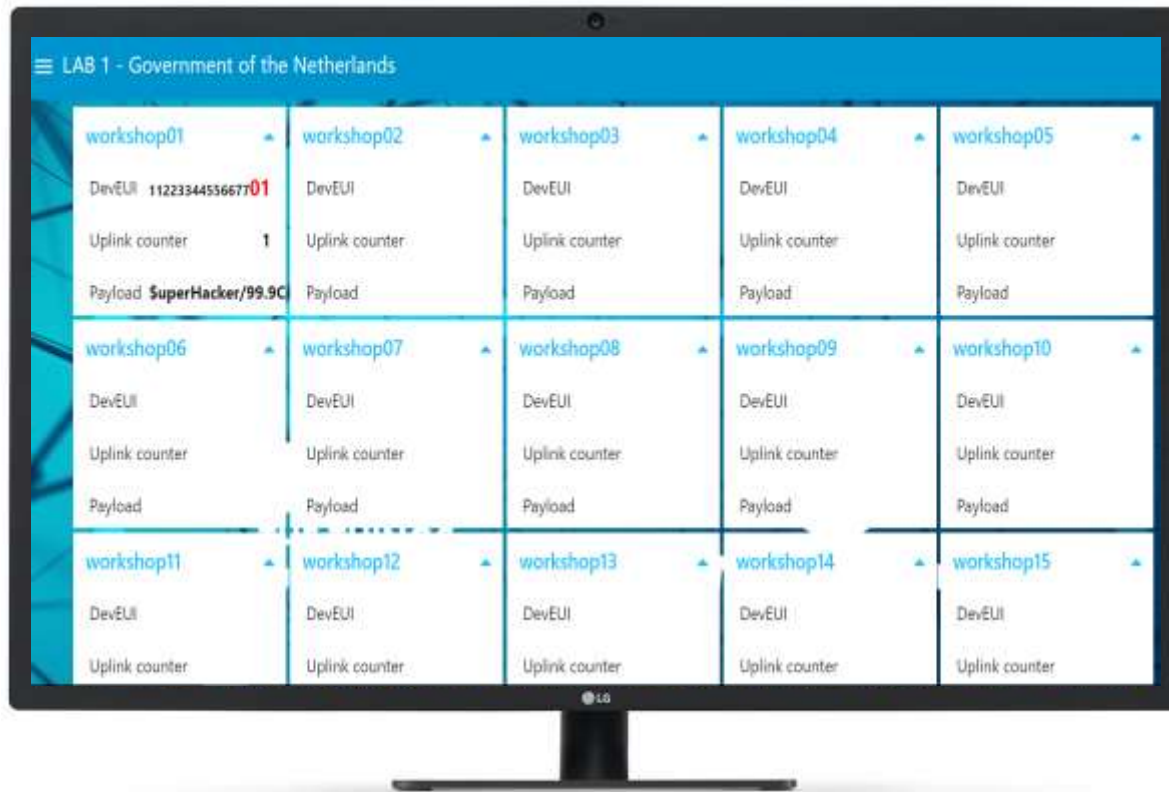 LAB 1 - Government of the Netherlands
workshop01 workshop02 workshop03 workshop04 workshop05
DevEUI 1122334455667701 DevEUI DevEUI DevEUI DevEUI
Uplink counter 1 Uplink counter Uplink counter Uplink counter Uplink counter
Payload $uperHacker/99.9C Payload Payload Payload Payload
workshop06 workshop07 workshop08 workshop09 workshop10
DevEUI DevEUI DevEUI DevEUI DevEUI
Uplink counter Uplink counter Uplink counter Uplink counter Uplink counter
Payload Payload Payload Payload Payload
workshop11 workshop12 workshop13 workshop14 workshop15
DevEUI DevEUI DevEUI DevEUI DevEUI
Uplink counter Uplink counter Uplink counter Uplink counter Uplink counter
LG